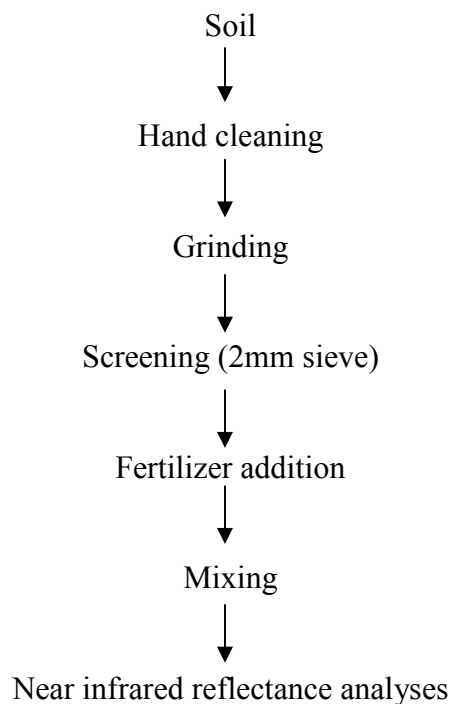 Soil
Hand cleaning
Grinding
Screening (2mm sieve)
Fertilizer addition
Mixing
Near infrared reflectance analyses